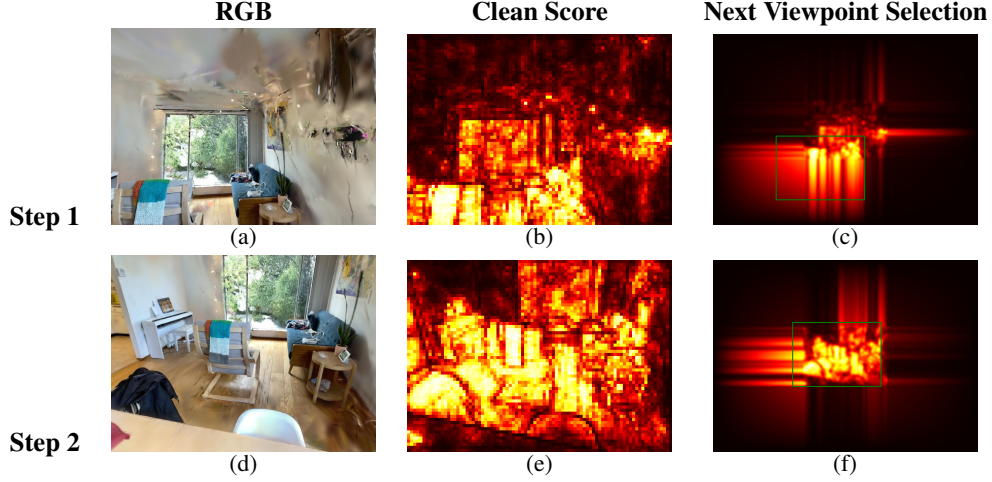 RGB Clean Score Next Viewpoint Selection
Step 1
(a) (b) (c)
Step 2
(d) (e) (f)